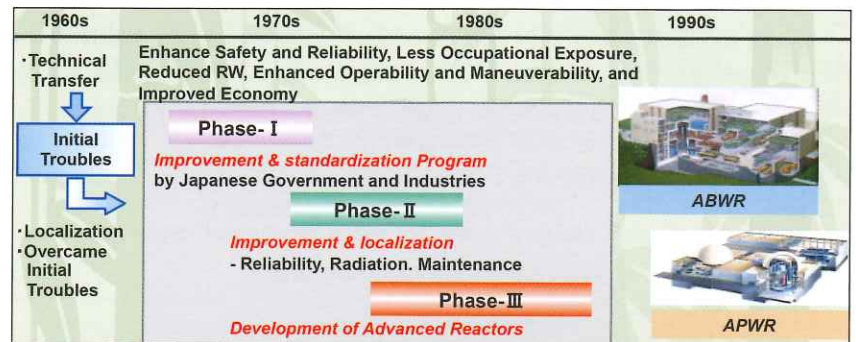 1960s 1970s 1980s 1990s
·Technical
Transfer
Initial
Troubles
·Localization
·Overcame
Initial
Troubles
Enhance Safety and Reliability, Less Occupational Exposure,
Reduced RW, Enhanced Operability and Maneuverability, and
Improved Economy
Phase-Ⅰ
Improvement & standardization Program
by Japanese Government and Industries
Phase-Ⅱ
Improvement & localization
- Reliability, Radiation. Maintenance
Phase-Ⅲ
Development of Advanced Reactors
ABWR
APWR